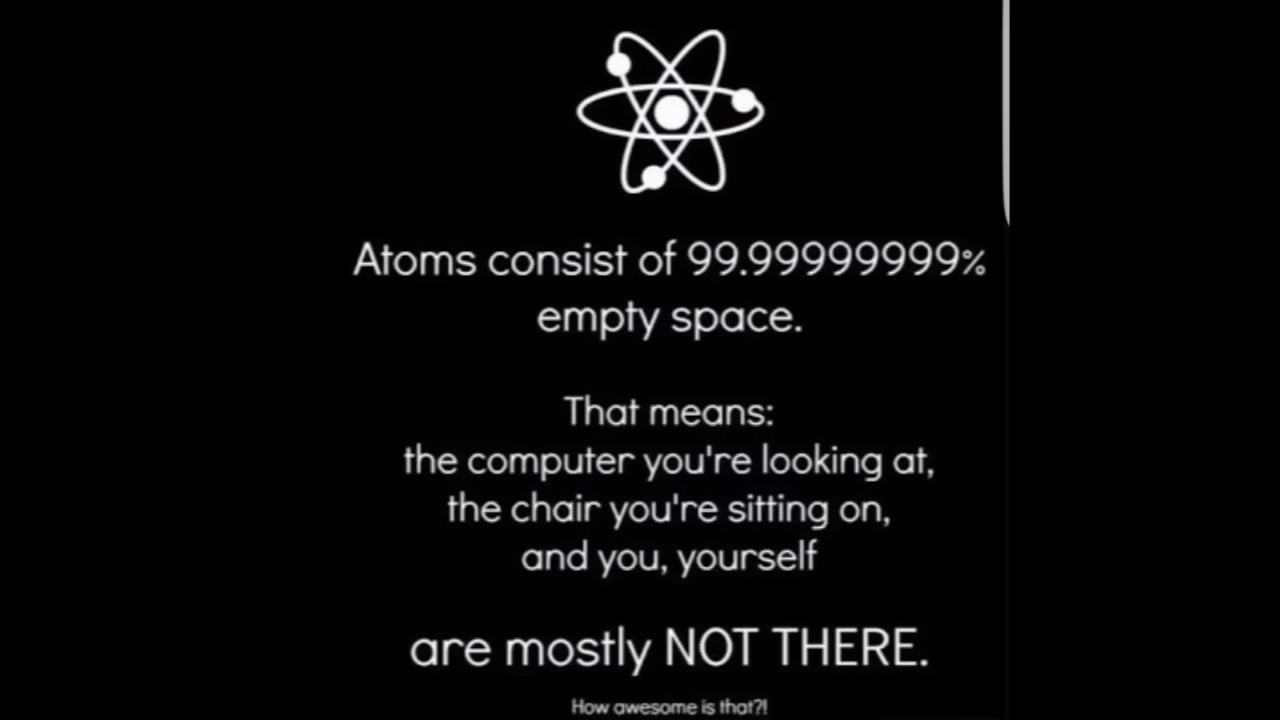 Atoms consist of 99.99999999%
empty space.
That means:
the computer you're looking at,
the chair you're sitting on,
and you, yourself
are mostly NOT THERE.
How awesome is that?!